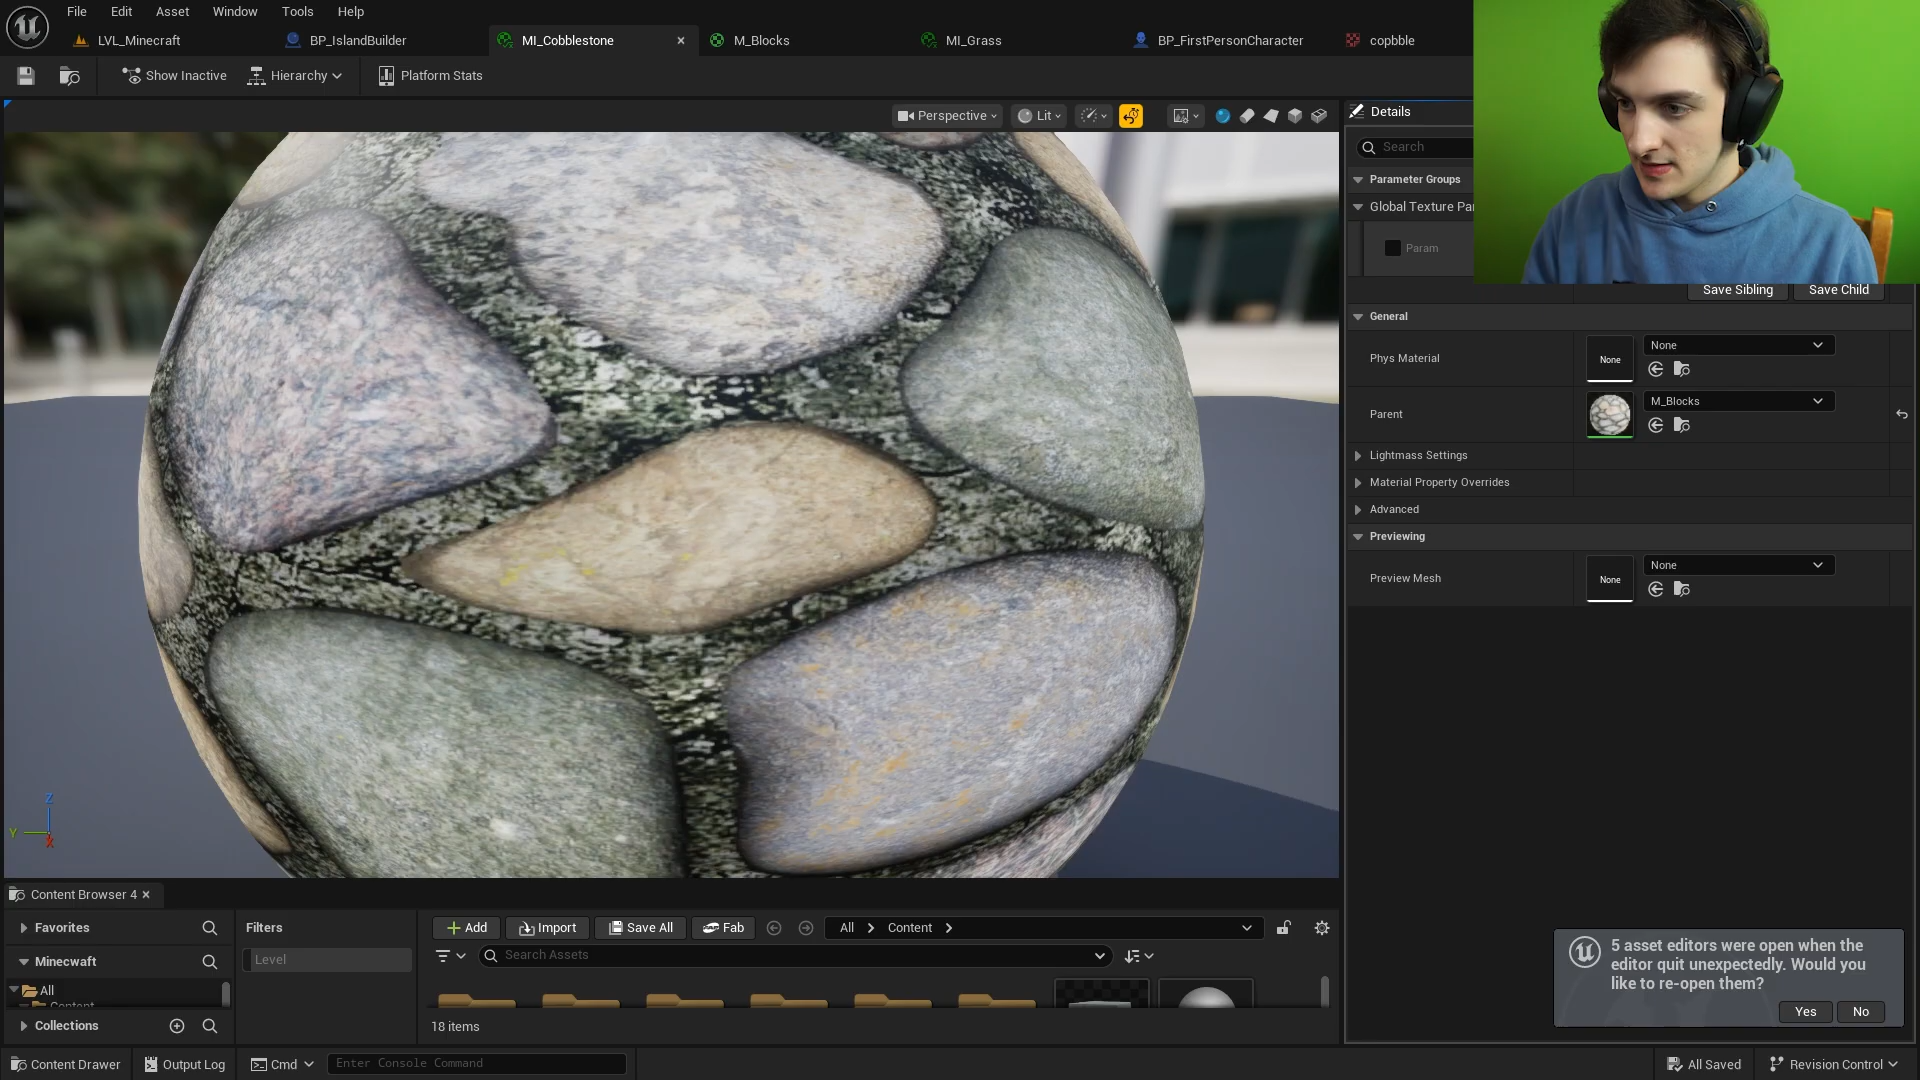 File Edit Asset Window Tools Help
LVL_Minecraft BP_IslandBuilder MI_Cobblestone M_Blocks MI_Grass BP_FirstPersonCharacter copbble
Show Inactive Hierarchy Platform Stats
Perspective Lit
Details
Search
Parameter Groups
Global Texture Par
Param
Save Sibling Save Child
General
Phys Material None None
Parent M_Blocks
Lightmass Settings
Material Property Overrides
Advanced
Previewing
Preview Mesh None None
Z
Y
X
Content Browser 4
Favorites
Minecwaft
All
Content
Collections
Filters
Level
Add Import Save All Fab All Content
Search Assets
18 items
5 asset editors were open when the
editor quit unexpectedly. Would you
like to re-open them?
Yes No
Content Drawer Output Log Cmd Enter Console Command All Saved Revision Control